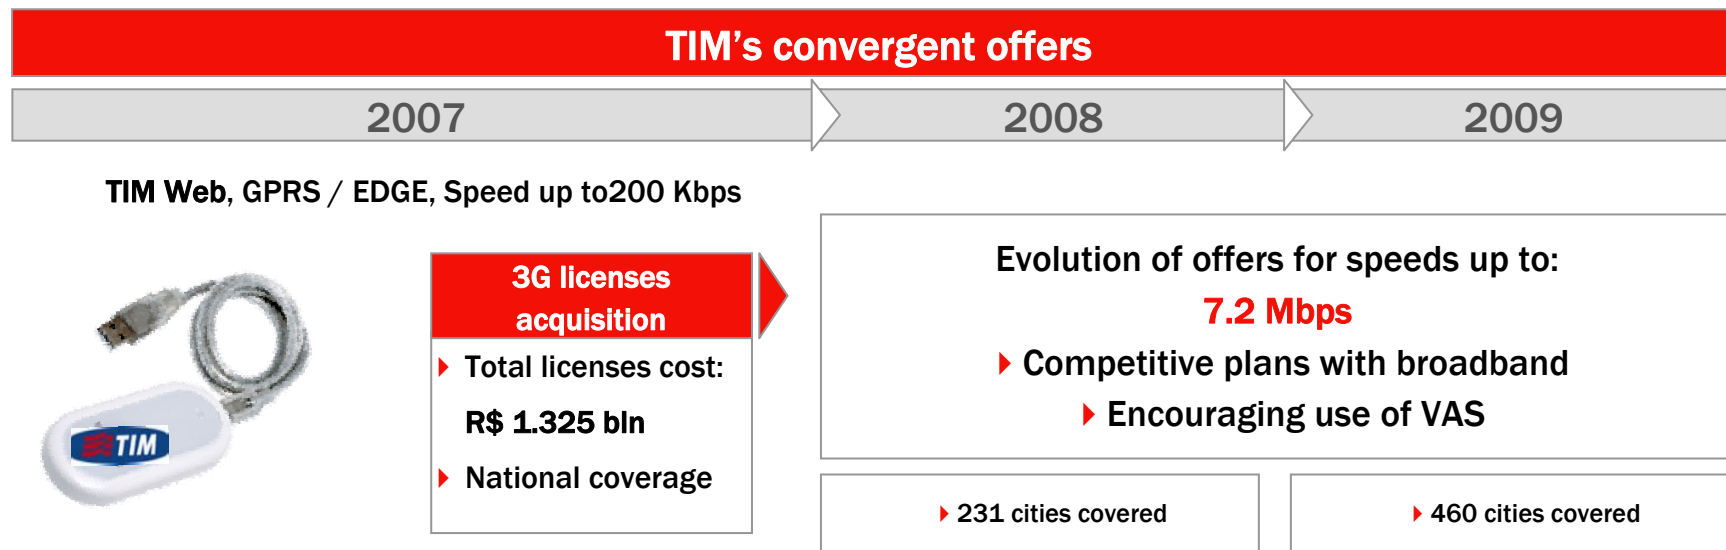 TIM's convergent offers
2007
2008
2009
TIM Web, GPRS / EDGE, Speed up to200 Kbps
3G licenses
acquisition
Total licenses cost:
R$ 1.325 bln
National coverage
TIM
Evolution of offers for speeds up to:
7.2 Mbps
Competitive plans with broadband
Encouraging use of VAS
231 cities covered
460 cities covered